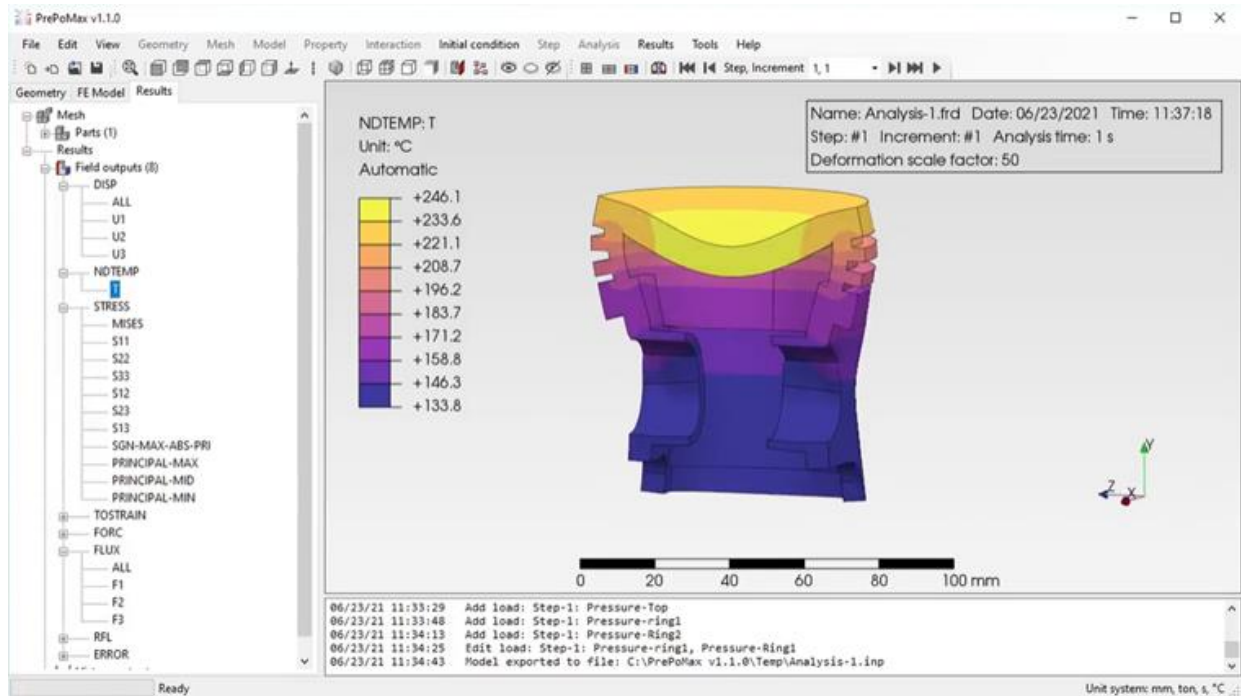 PrePoMax v1.1.0
File Edit View Geometry Mesh Model Property Interaction Initial condition Step Analysis Results Tools Help
Step, Increment 1, 1
Geometry FE Model Results
Mesh
Parts (1)
Results
Field outputs (8)
DISP
ALL
U1
U2
U3
NDTEMP
T
STRESS
MISES
S11
S22
S33
S12
S23
S13
SGN-MAX-ABS-PRI
PRINCIPAL-MAX
PRINCIPAL-MID
PRINCIPAL-MIN
TOSTRAIN
FORC
FLUX
ALL
F1
F2
F3
RFL
ERROR
NDTEMP: T
Unit: °C
Automatic
+246.1
+233.6
+221.1
+208.7
+196.2
+183.7
+171.2
+158.8
+146.3
+133.8
Name: Analysis-1.frd Date: 06/23/2021 Time: 11:37:18
Step: #1 Increment: #1 Analysis time: 1 s
Deformation scale factor: 50
Y
Z X
0 20 40 60 80 100 mm
06/23/21 11:33:29 Add load: Step-1: Pressure-Top
06/23/21 11:33:48 Add load: Step-1: Pressure-ring1
06/23/21 11:34:13 Add load: Step-1: Pressure-Ring2
06/23/21 11:34:25 Edit load: Step-1: Pressure-ring1, Pressure-Ring1
06/23/21 11:34:43 Model exported to file: C:\PrePoMax v1.1.0\Temp\Analysis-1.inp
Ready
Unit system: mm, ton, s, °C